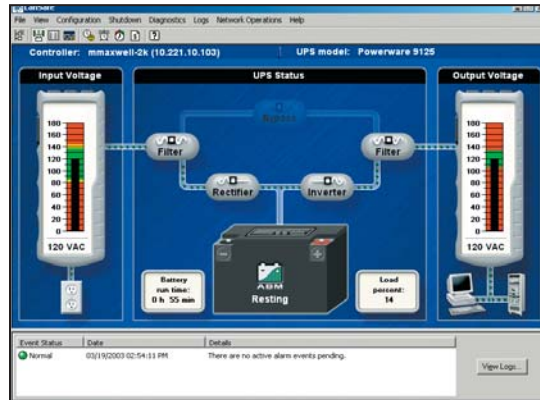 LanSafe
File View Configuration Shutdown Diagnostics Logs Network Operations Help
Controller: mmaxwell-2k (10.221.10.103) UPS model: Powerware 9125
Input Voltage
180
160
140
120
100
80
60
40
20
0
120 VAC
UPS Status
Bypass
Filter
Filter
Rectifier
Inverter
ABM
Resting
Battery
run time:
0 h 55 min
Load
percent:
14
Output Voltage
180
160
140
120
100
80
60
40
20
0
120 VAC
Event Status Date Details
Normal 03/19/2003 02:54:11 PM There are no active alarm events pending.
View Logs...